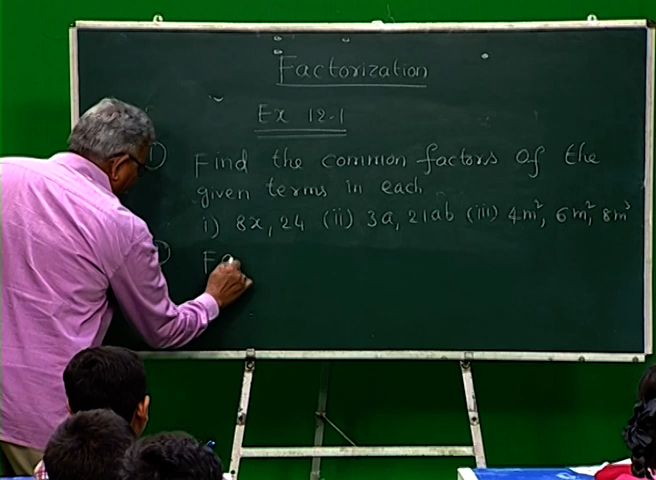 Factorization
Ex 12.1
1) Find the common factors of the
given terms in each
i) 8x, 24 (ii) 3a, 21ab (iii) 4m², 6m², 8m³
) Fa